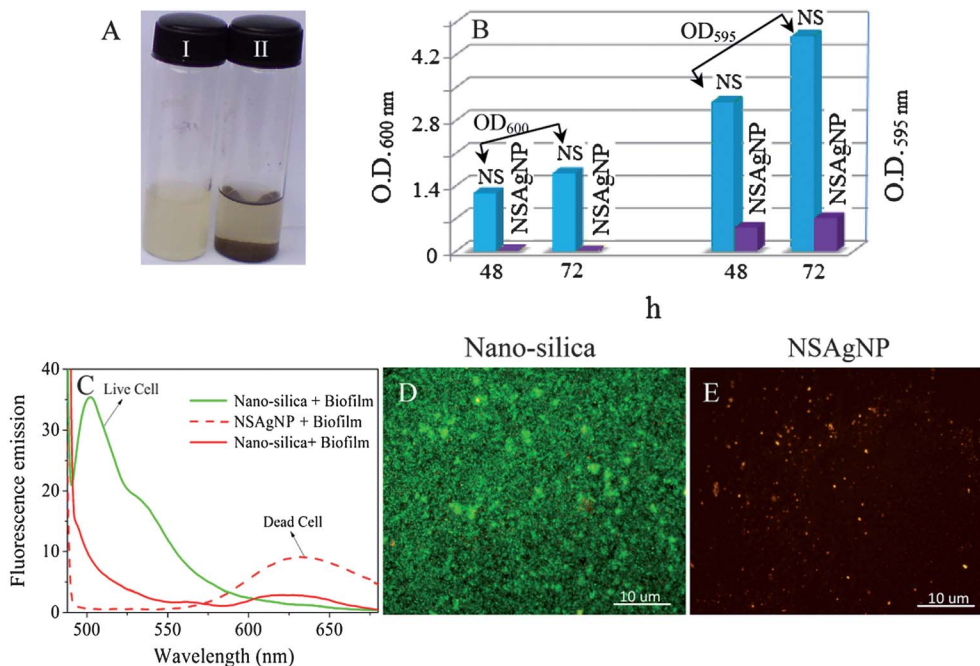 A
I
II
B
O.D.600 nm
4.2
2.8
1.4
0
OD600
NS
NSAgNP
NS
NSAgNP
OD595
NS
NSAgNP
NS
NSAgNP
O.D.595 nm
48
72
48
72
h
Nano-silica
NSAgNP
C
Fluorescence emission
40
30
20
10
0
Live Cell
Nano-silica + Biofilm
NSAgNP + Biofilm
Nano-silica+ Biofilm
Dead Cell
500
550
600
650
Wavelength (nm)
D
10 um
E
10 um